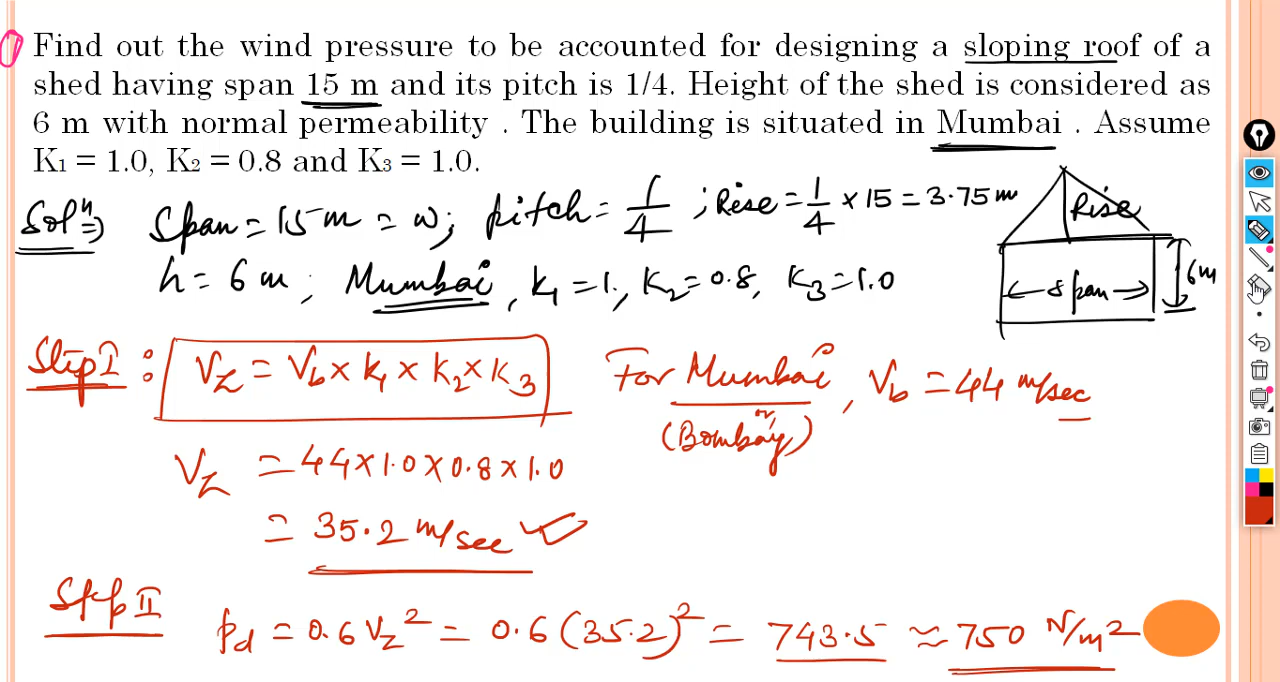 Find out the wind pressure to be accounted for designing a sloping roof of a
shed having span 15 m and its pitch is 1/4. Height of the shed is considered as
6 m with normal permeability . The building is situated in Mumbai . Assume
K₁ = 1.0, K₂ = 0.8 and K₃ = 1.0.
Solⁿ ⇒ Span = 15 m = w; pitch = 1/4 ; Rise = 1/4 × 15 = 3.75 m
Rise
h = 6 m ; Mumbai, K₁ = 1., K₂ = 0.8, K₃ = 1.0
span
6m
Step I : Vz = Vb × K₁ × K₂ × K₃
For Mumbai, Vb = 44 m/sec
or
(Bombay)
Vz = 44 × 1.0 × 0.8 × 1.0
= 35.2 m/sec
Step II
Pd = 0.6 Vz² = 0.6 (35.2)² = 743.5 ≈ 750 N/m²